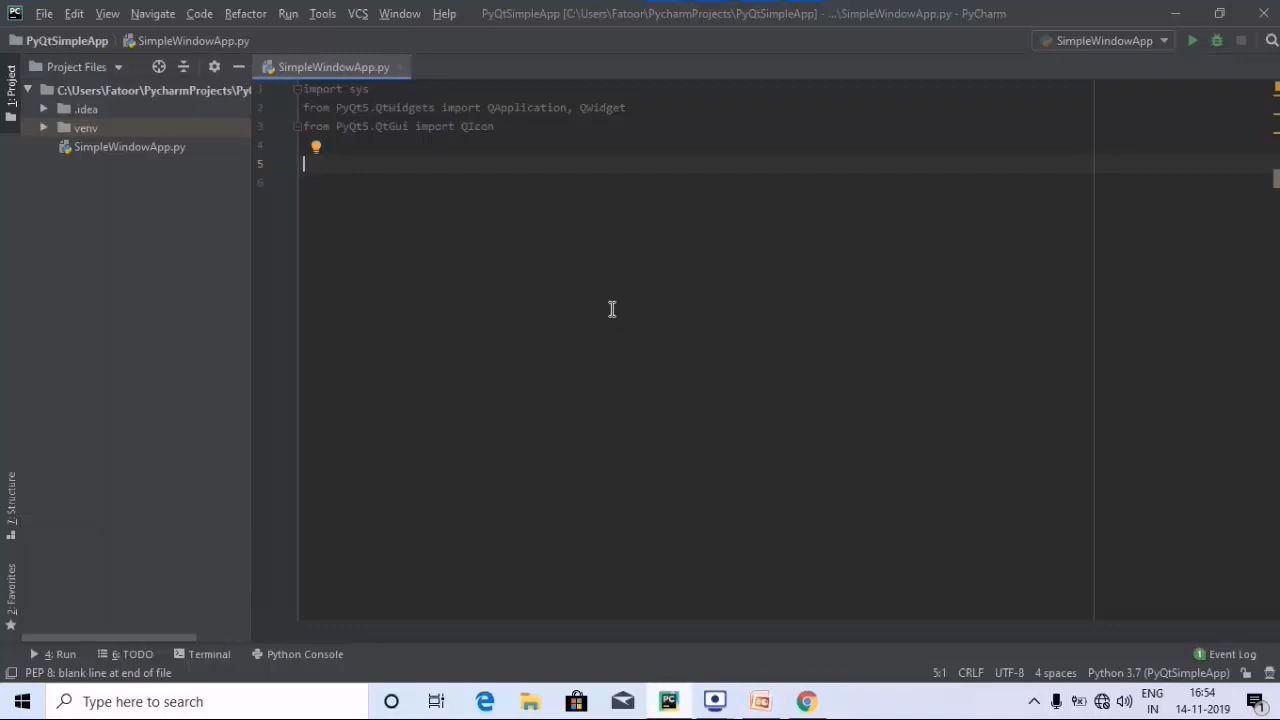 PC File Edit View Navigate Code Refactor Run Tools VCS Window Help PyQtSimpleApp [C:\Users\Fatoor\PycharmProjects\PyQtSimpleApp] - ...\SimpleWindowApp.py - PyCharm
PyQtSimpleApp SimpleWindowApp.py SimpleWindowApp
1: Project
Project Files
SimpleWindowApp.py
C:\Users\Fatoor\PycharmProjects/Py
.idea
venv
SimpleWindowApp.py
1 import sys
2 from PyQt5.QtWidgets import QApplication, QWidget
3 from PyQt5.QtGui import QIcon
4
5
6
7: Structure
2: Favorites
4: Run 6: TODO Terminal Python Console 1 Event Log
PEP 8: blank line at end of file 5:1 CRLF UTF-8 4 spaces Python 3.7 (PyQtSimpleApp)
Type here to search
PC
ENG
IN
16:54
14-11-2019
1